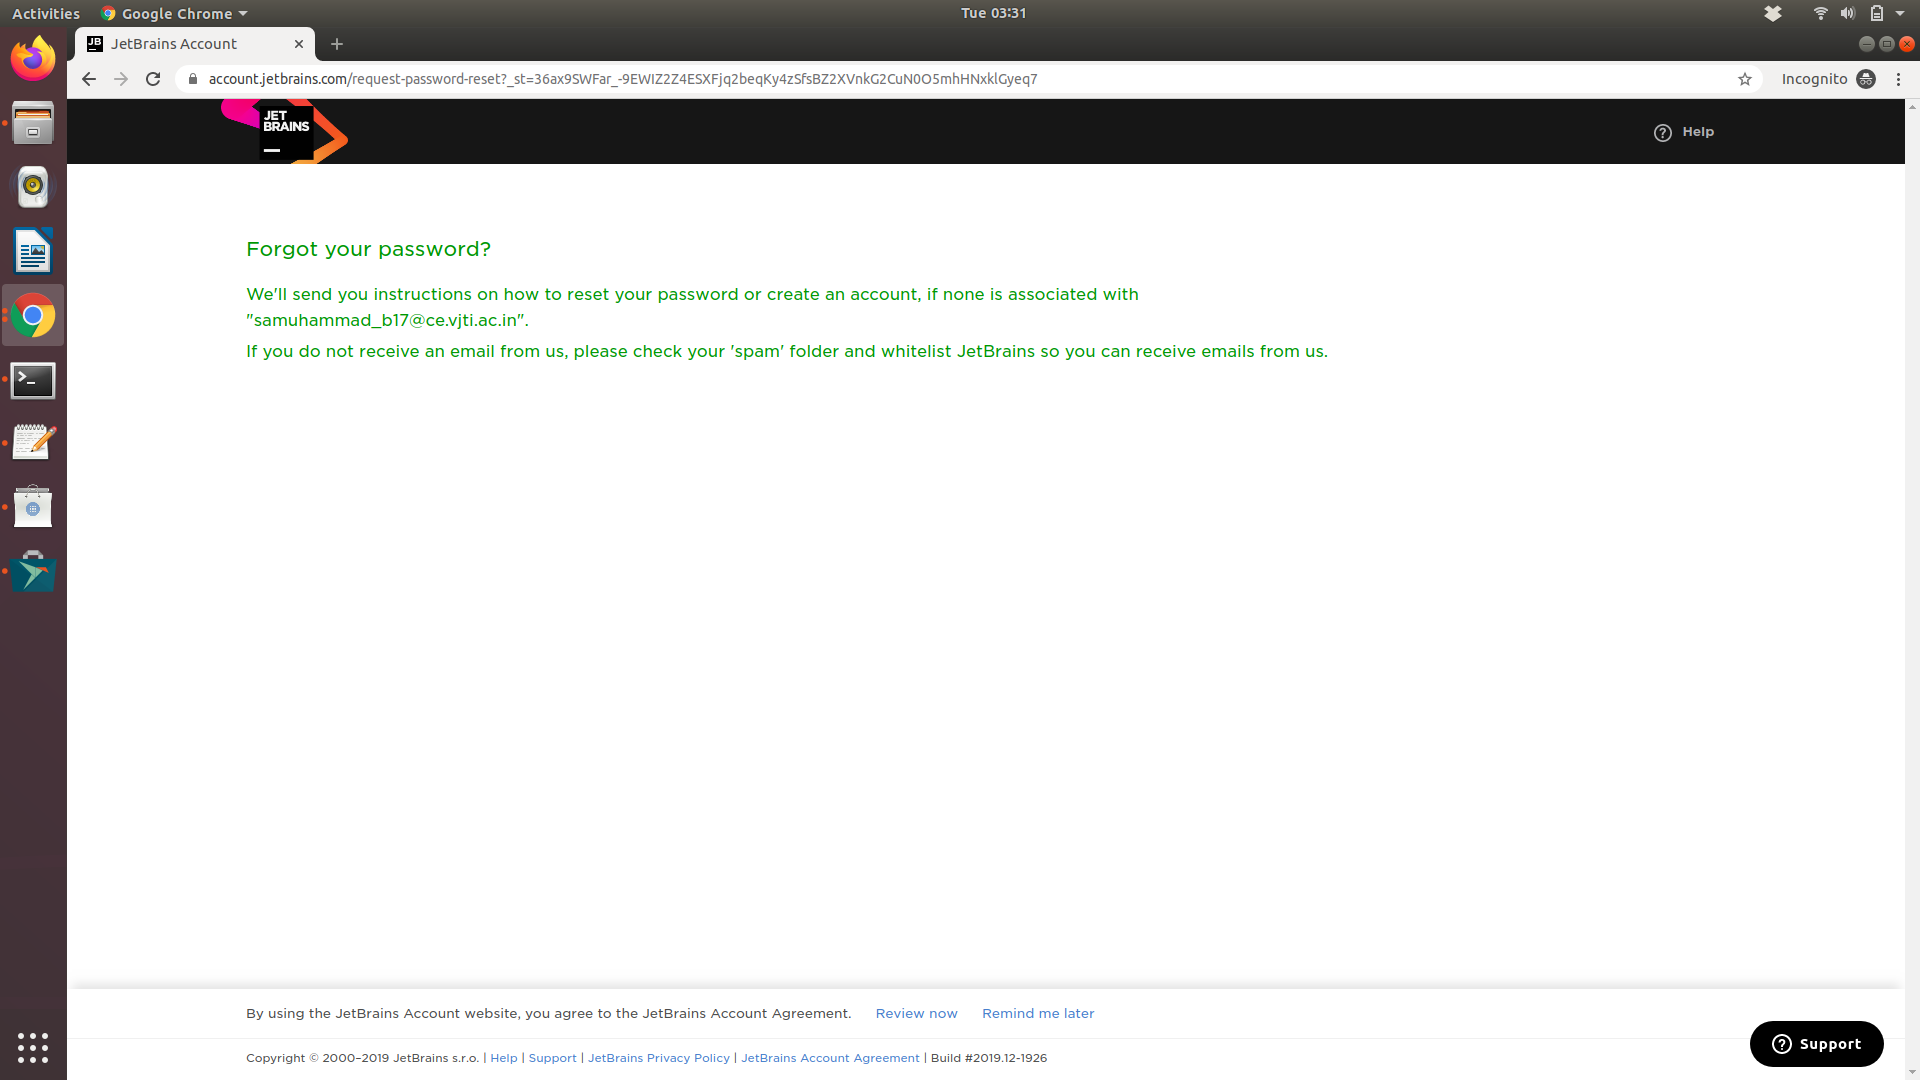 Activities
Google Chrome
Tue 03:31
JB
JetBrains Account
account.jetbrains.com/request-password-reset?_st=36ax9SWFar_-9EWIZ2Z4ESXFjq2beqKy4zSfsBZ2XVnkG2CuN0O5mhHNxklGyeq7
Incognito
JET
BRAINS
Help
Forgot your password?
We'll send you instructions on how to reset your password or create an account, if none is associated with
"samuhammad_b17@ce.vjti.ac.in".
If you do not receive an email from us, please check your 'spam' folder and whitelist JetBrains so you can receive emails from us.
By using the JetBrains Account website, you agree to the JetBrains Account Agreement. Review now Remind me later
Copyright © 2000–2019 JetBrains s.r.o. | Help | Support | JetBrains Privacy Policy | JetBrains Account Agreement | Build #2019.12-1926
Support